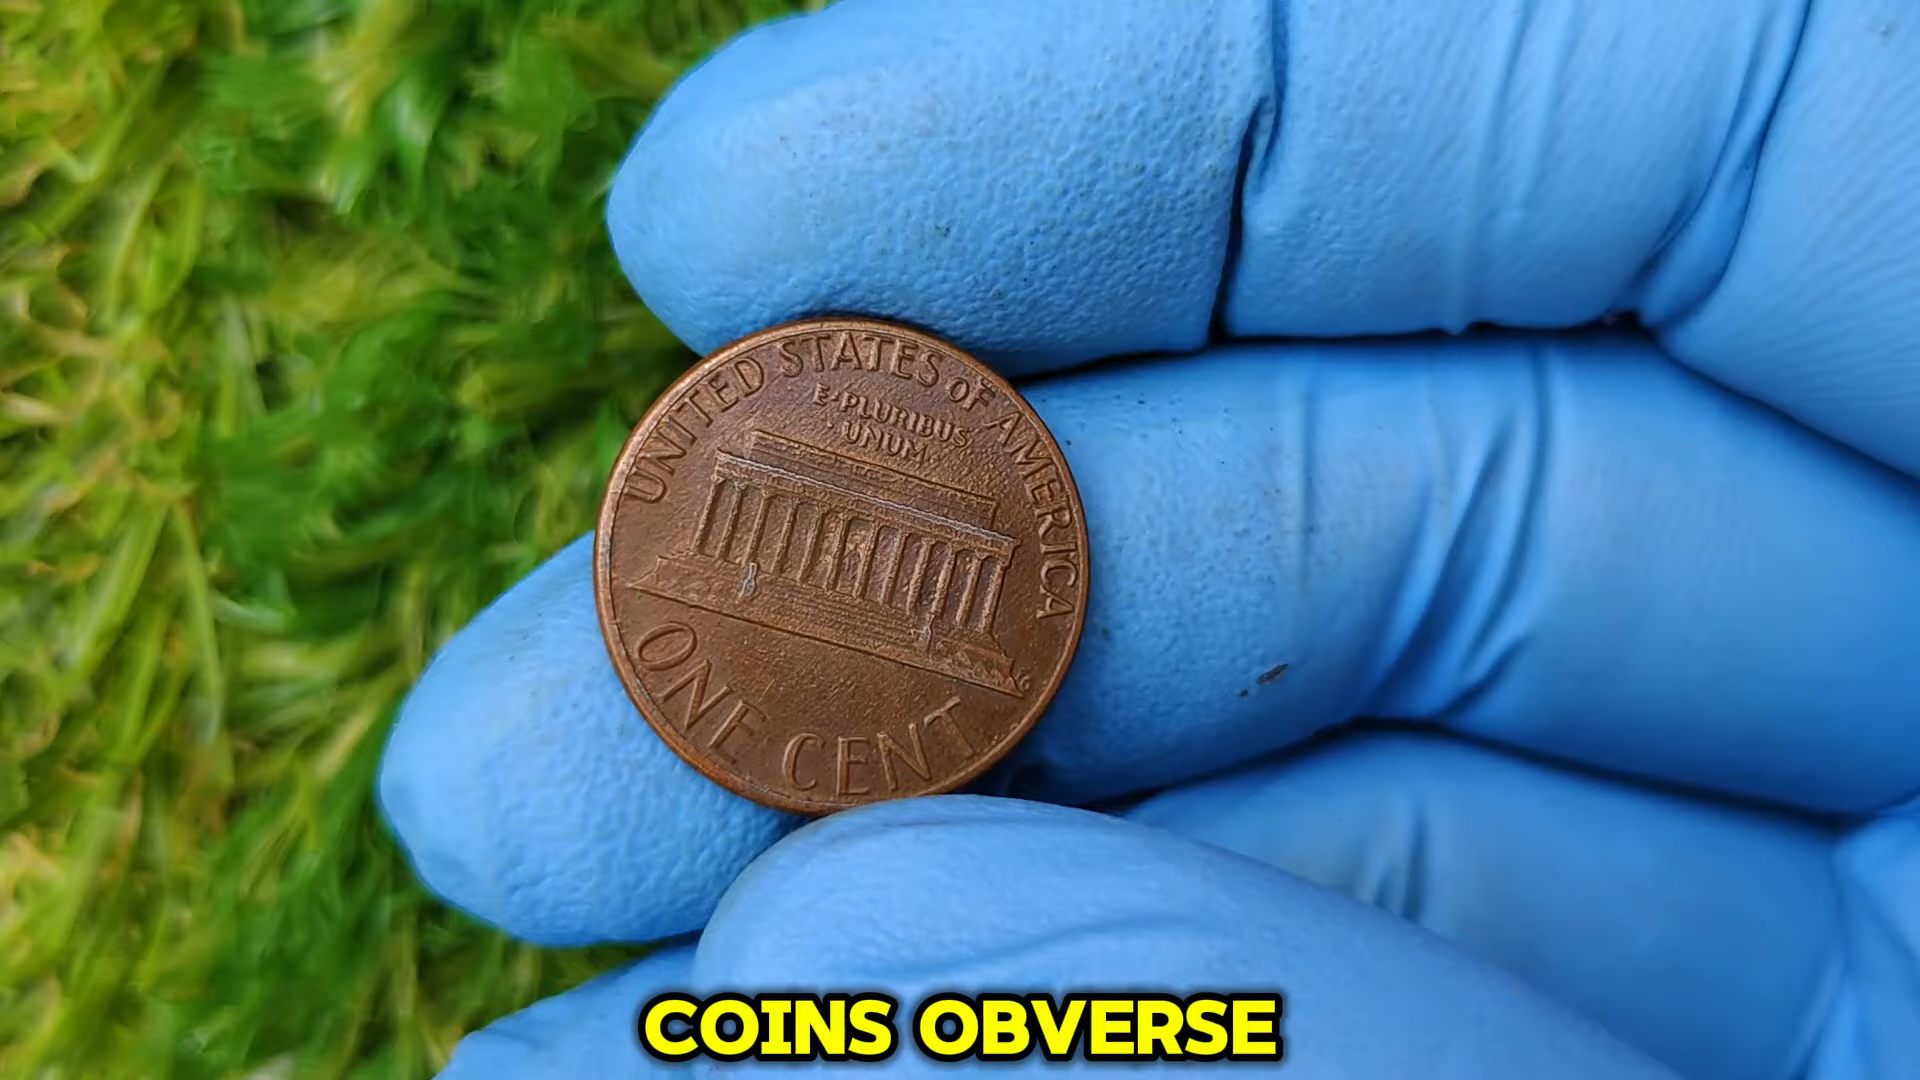 UNITED STATES OF AMERICA
E·PLURIBUS
UNUM
ONE CENT
COINS OBVERSE